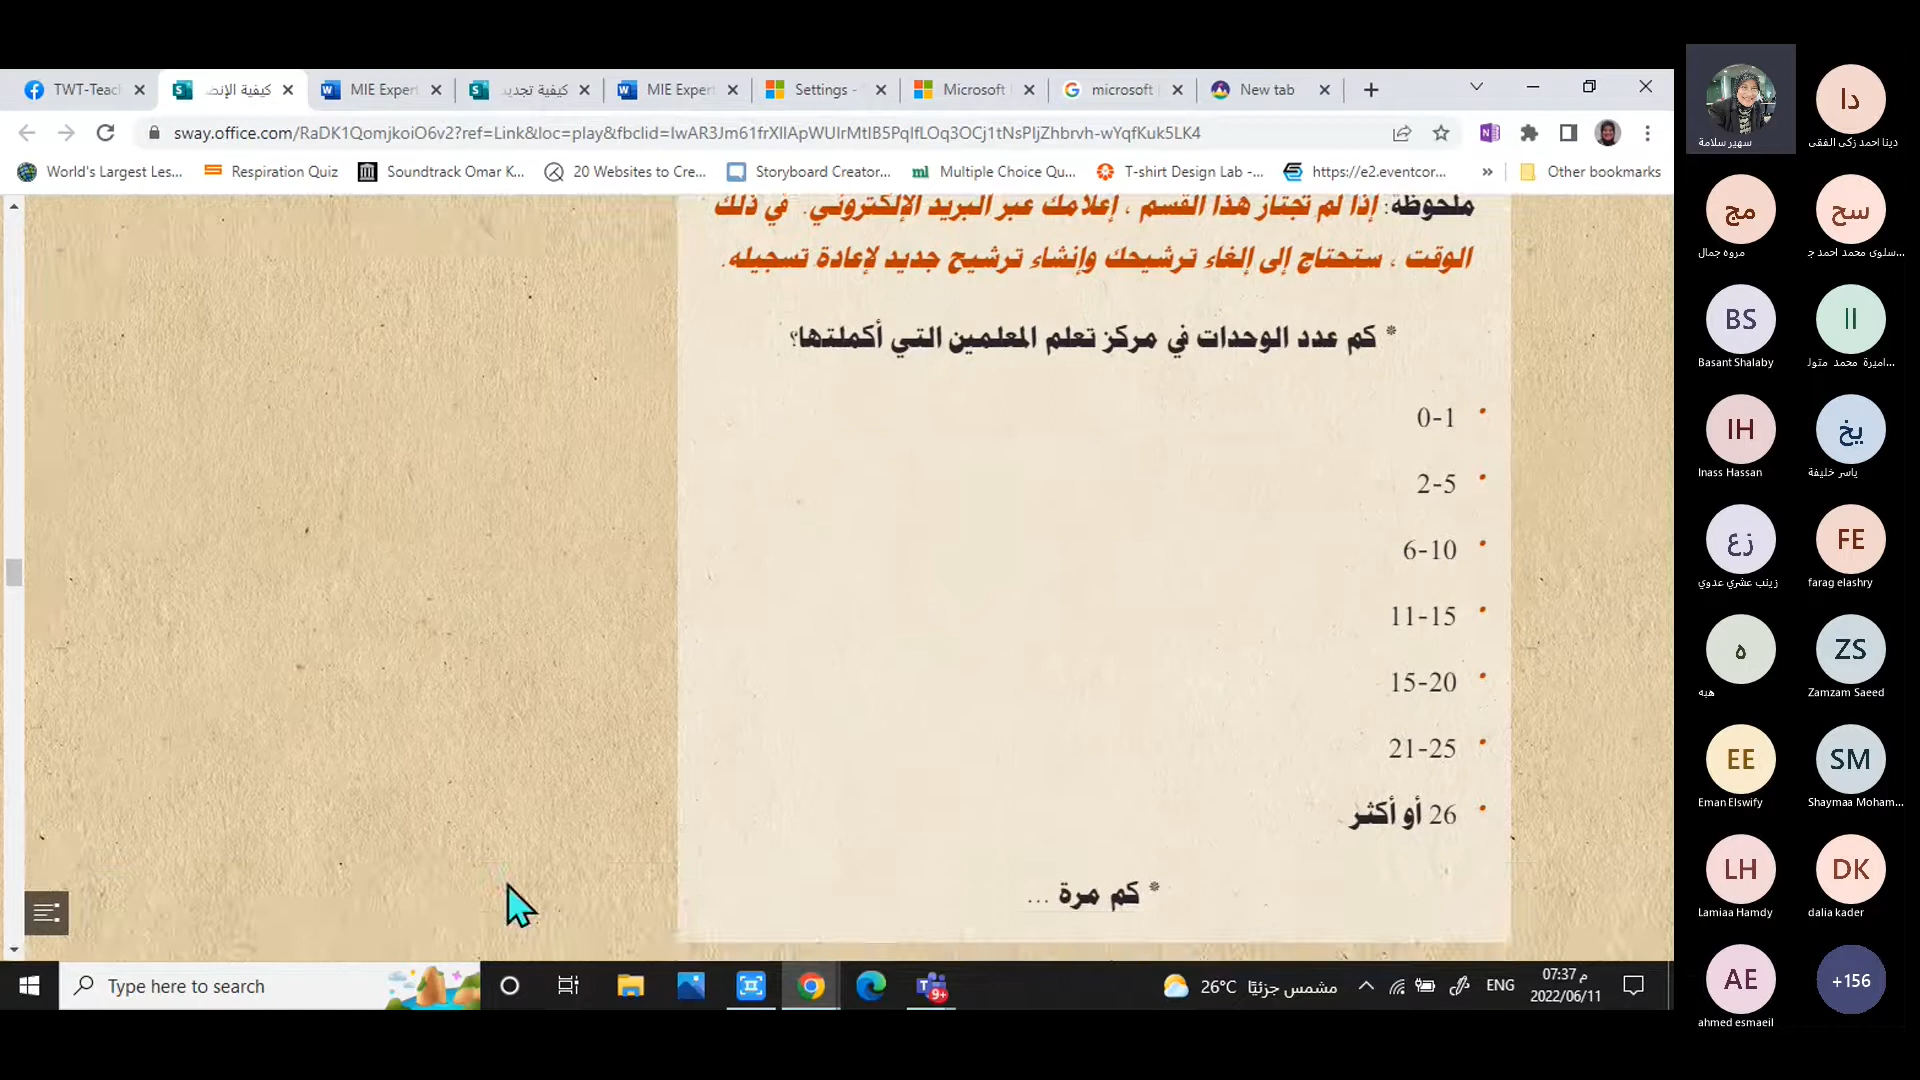 TWT-Teac
كيفية الإنض
MIE Exper
كيفية تجديد
MIE Exper
Settings -
Microsoft
microsoft
New tab
sway.office.com/RaDK1QomjkoiO6v2?ref=Link&loc=play&fbclid=IwAR3Jm61frXIlApWUIrMtIB5PqIfLOq3OCj1tNsPIjZhbrvh-wYqfKuk5LK4
World's Largest Les...
Respiration Quiz
Soundtrack Omar K...
20 Websites to Cre...
Storyboard Creator...
Multiple Choice Qu...
T-shirt Design Lab -...
https://e2.eventcor...
»
Other bookmarks
ملحوظة: إذا لم تجتاز هذا القسم ، إعلامك عبر البريد الإلكتروني. في ذلك
الوقت ، ستحتاج إلى إلغاء ترشيحك وإنشاء ترشيح جديد لإعادة تسجيله.
* كم عدد الوحدات في مركز تعلم المعلمين التي أكملتها؟
0-1
2-5
6-10
11-15
15-20
21-25
26 أو أكثر
* كم مرة ...
Type here to search
9+
26°C مشمس جزئيًا
ENG
07:37 م
2022/06/11
سهير سلامة
دا
دينا احمد زكى الفقى
مج
مروه جمال
سح
سلوى محمد احمد ج...
BS
Basant Shalaby
اا
اميرة محمد متول...
IH
Inass Hassan
يخ
ياسر خليفة
زع
زينب عشري عدوي
FE
farag elashry
ه
هبه
ZS
Zamzam Saeed
EE
Eman Elswify
SM
Shaymaa Moham...
LH
Lamiaa Hamdy
DK
dalia kader
AE
ahmed esmaeil
+156